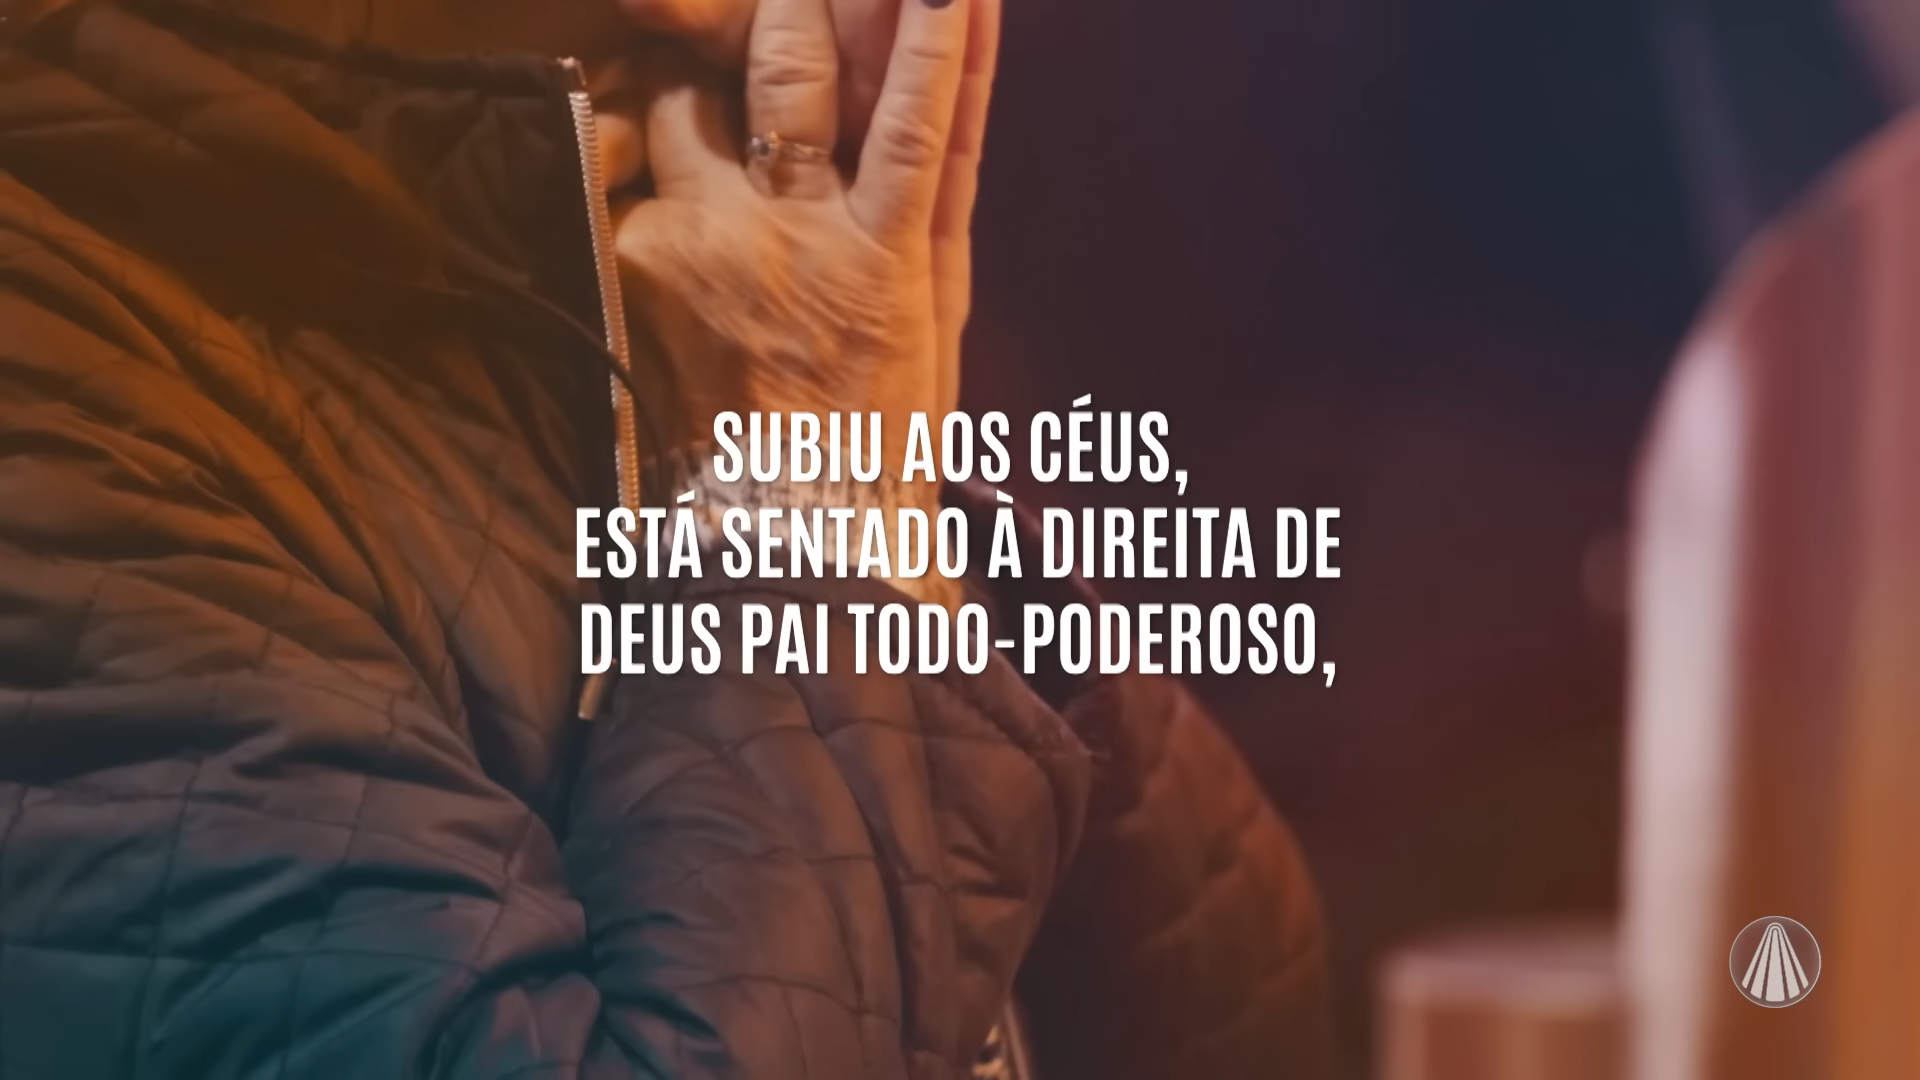 SUBIU AOS CÉUS,
ESTÁ SENTADO À DIREITA DE
DEUS PAI TODO-PODEROSO,